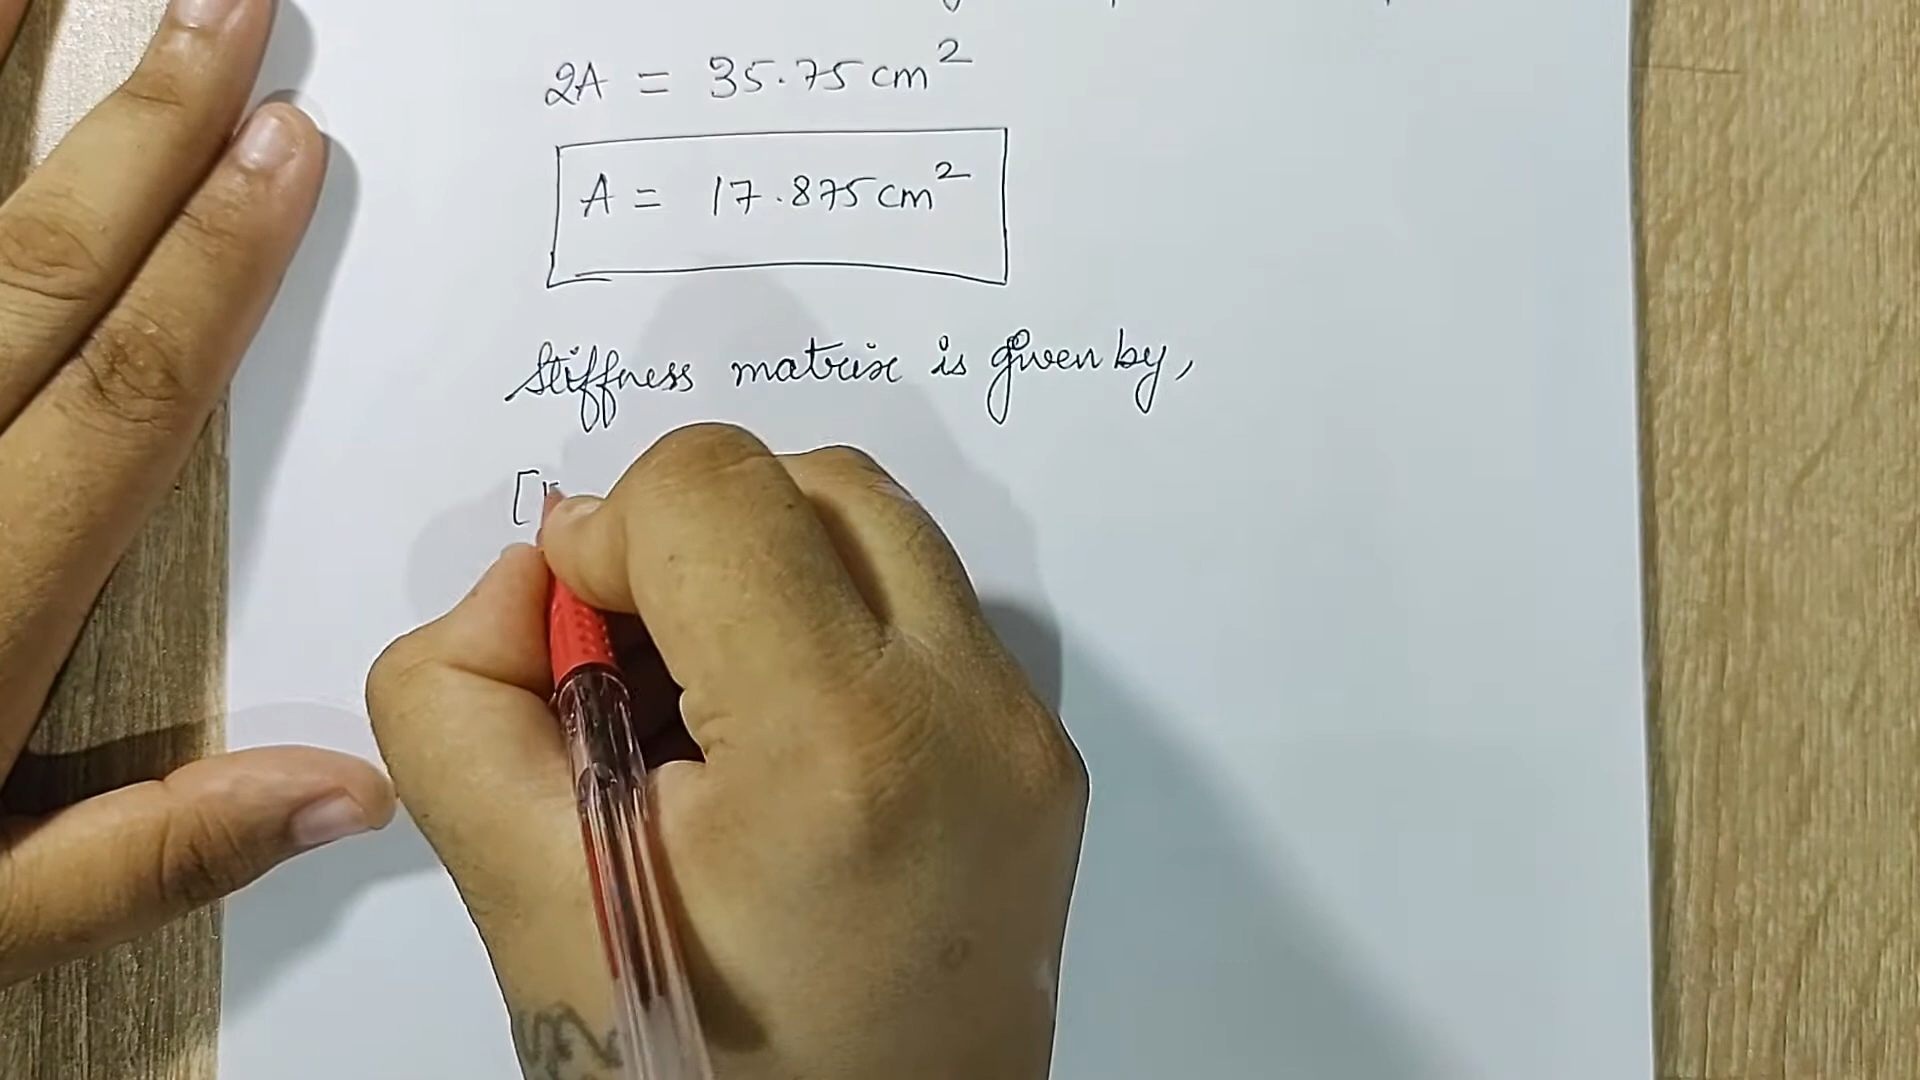 2A = 35.75 cm²
A = 17.875 cm²
Stiffness matrix is given by,
[